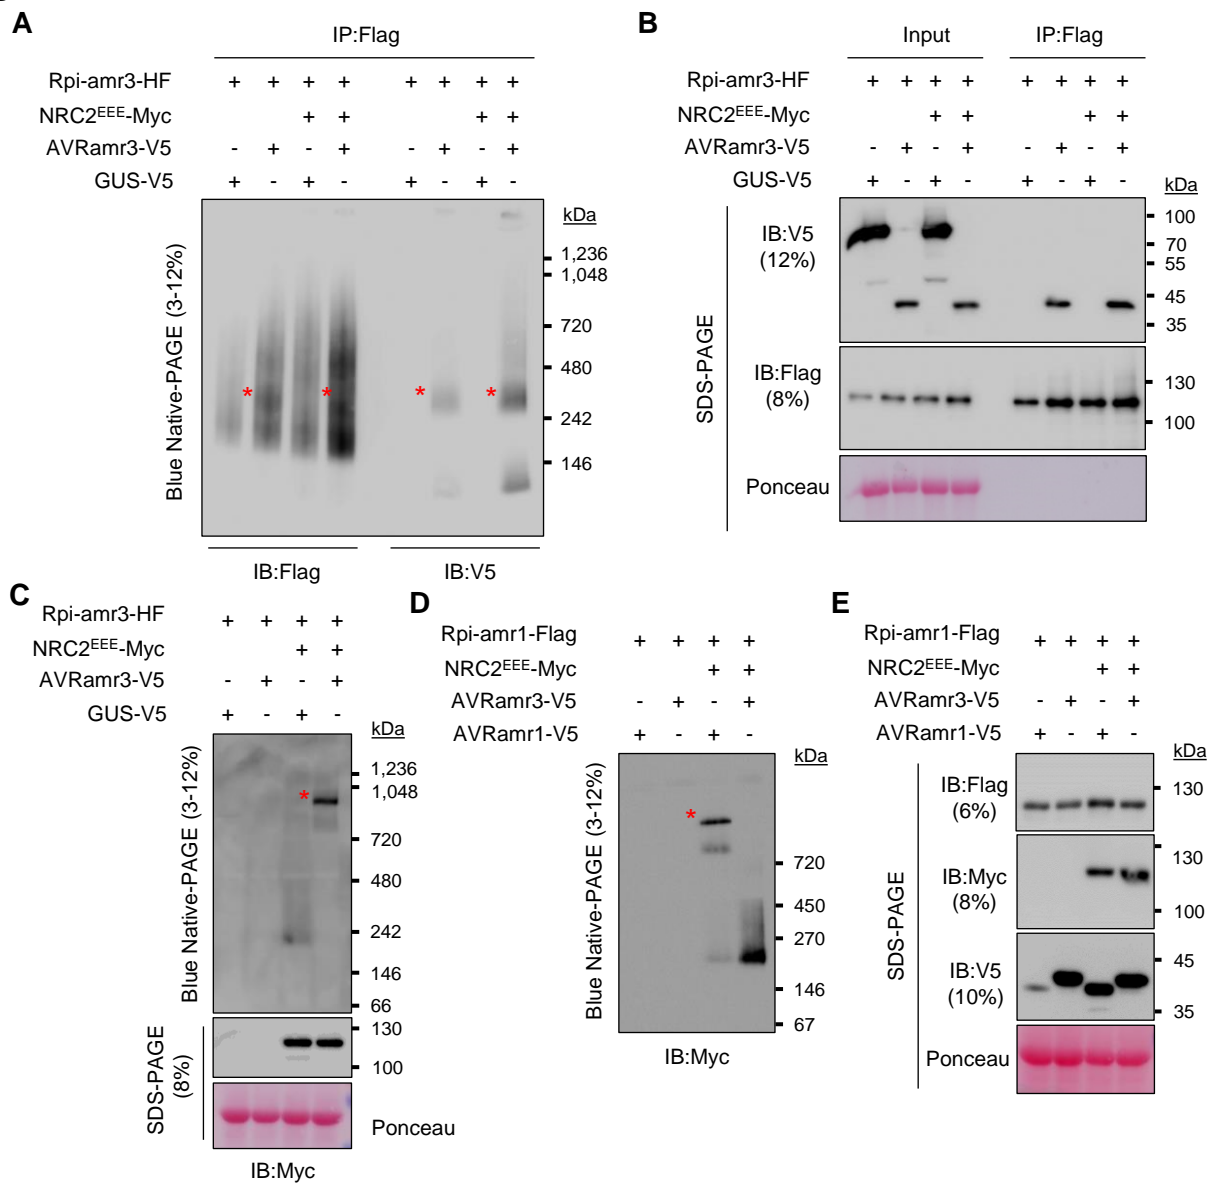 A
IP:Flag
Rpi-amr3-HF + + + + + + + +
NRC2EEE-Myc + + + +
AVRamr3-V5 - + - + - + - +
GUS-V5 + - + - + - + -
kDa
1,236
1,048
720
480
242
146
Blue Native-PAGE (3-12%)
* * * *
IB:Flag IB:V5
B
Input IP:Flag
Rpi-amr3-HF + + + + + + + +
NRC2EEE-Myc + + + +
AVRamr3-V5 - + - + - + - +
GUS-V5 + - + - + - + -
kDa
SDS-PAGE
IB:V5
(12%)
100
70
55
45
35
IB:Flag
(8%)
130
100
Ponceau
C
Rpi-amr3-HF + + + +
NRC2EEE-Myc + +
AVRamr3-V5 - + - +
GUS-V5 + - + -
kDa
Blue Native-PAGE (3-12%)
*
1,236
1,048
720
480
242
146
66
SDS-PAGE
(8%)
130
100
Ponceau
IB:Myc
D
Rpi-amr1-Flag + + + +
NRC2EEE-Myc + +
AVRamr3-V5 - + - +
AVRamr1-V5 + - + -
kDa
Blue Native-PAGE (3-12%)
*
720
450
270
146
67
IB:Myc
E
Rpi-amr1-Flag + + + +
NRC2EEE-Myc + +
AVRamr3-V5 - + - +
AVRamr1-V5 + - + -
kDa
SDS-PAGE
IB:Flag
(6%)
130
IB:Myc
(8%)
130
100
IB:V5
(10%)
45
35
Ponceau